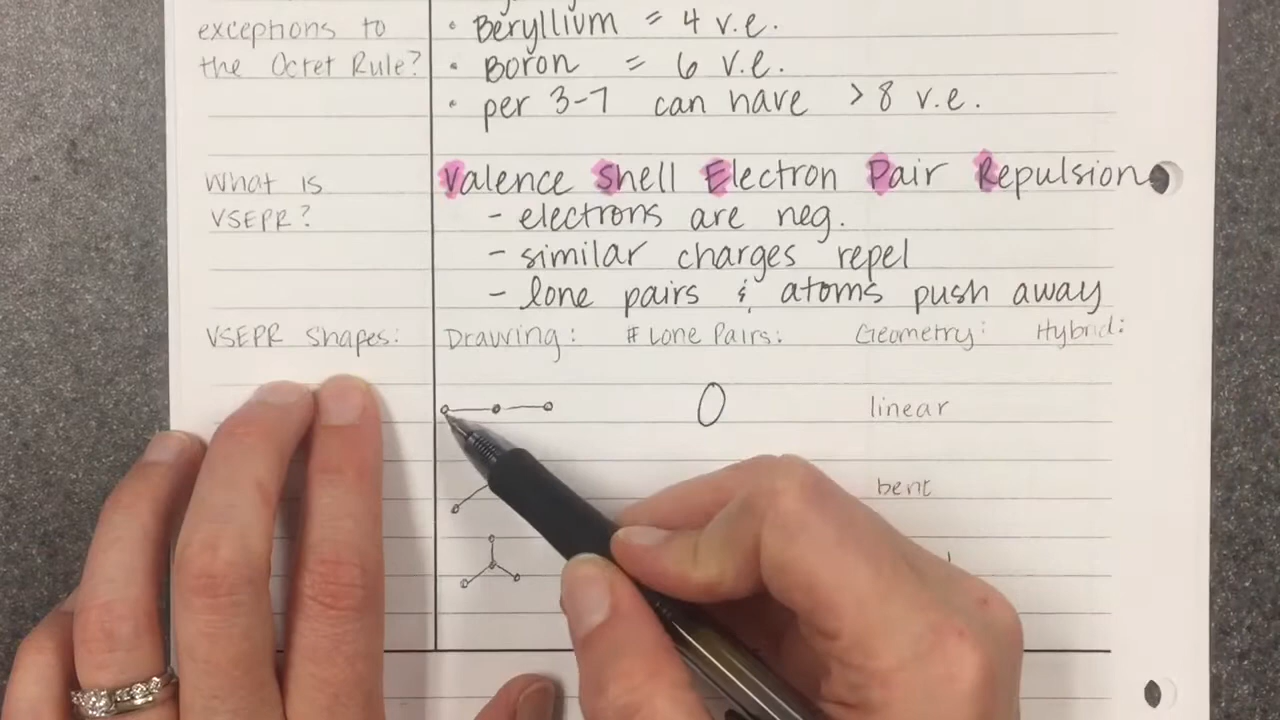 exceptions to
the Octet Rule?
• Beryllium = 4 v.e.
• Boron = 6 v.e.
• per 3-7 can have > 8 v.e.
What is
VSEPR?
Valence Shell Electron Pair Repulsion
- electrons are neg.
- similar charges repel
- lone pairs & atoms push away
VSEPR Shapes:
Drawing: # Lone Pairs: Geometry: Hybrid:
0 linear
bent